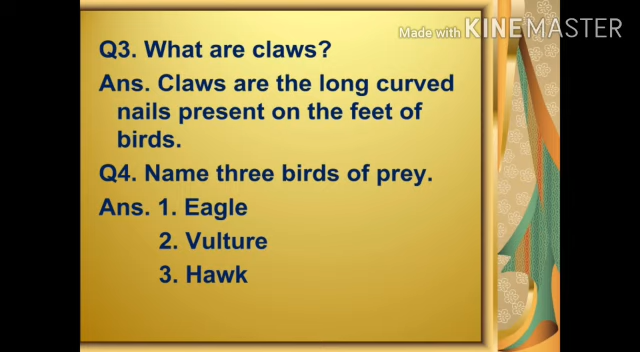 Made with KINEMASTER
Q3. What are claws?
Ans. Claws are the long curved
nails present on the feet of
birds.
Q4. Name three birds of prey.
Ans. 1. Eagle
2. Vulture
3. Hawk